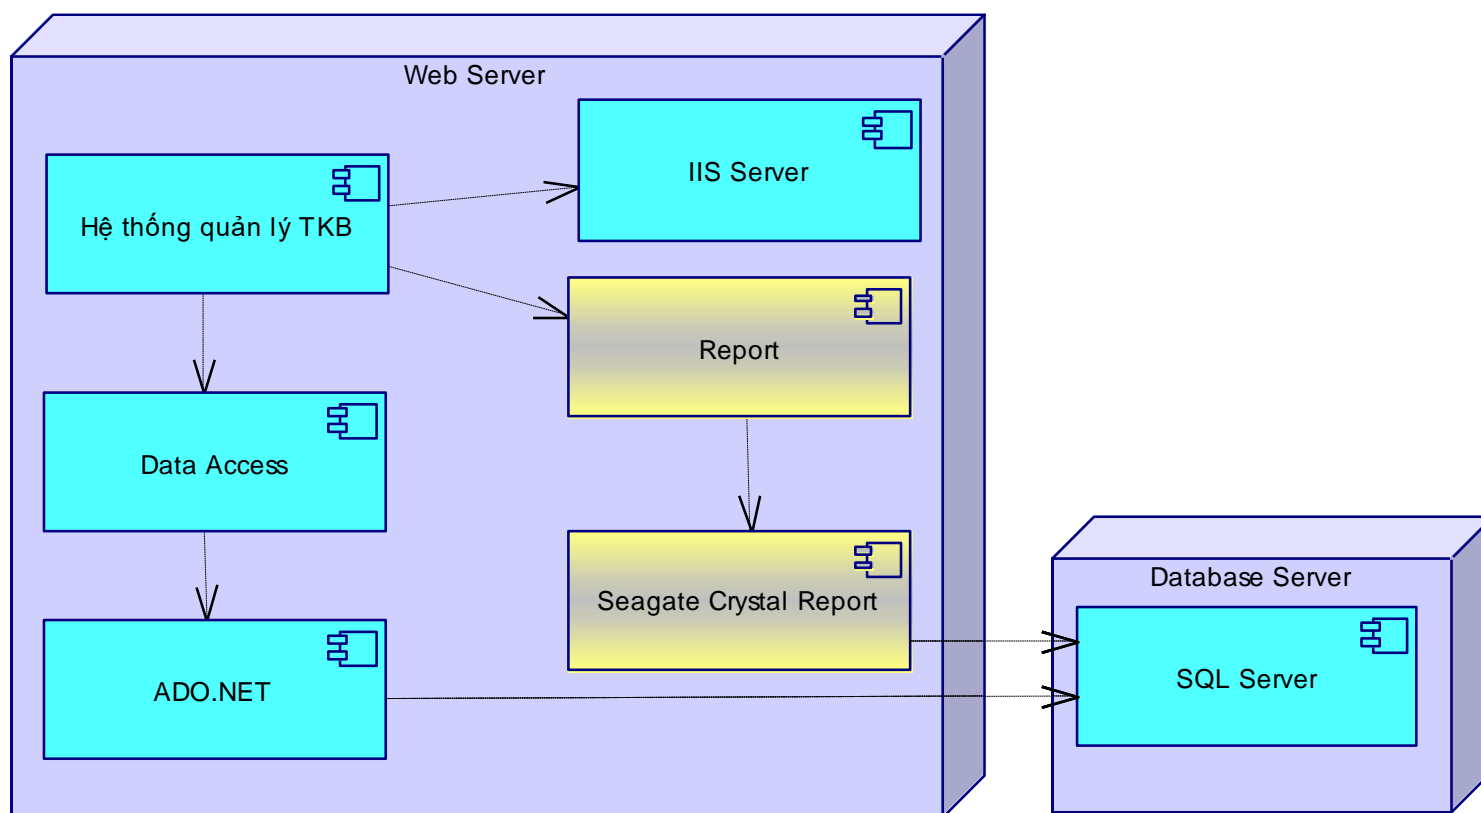 Web Server
IIS Server
Hệ thống quản lý TKB
Report
Data Access
Seagate Crystal Report
ADO.NET
Database Server
SQL Server